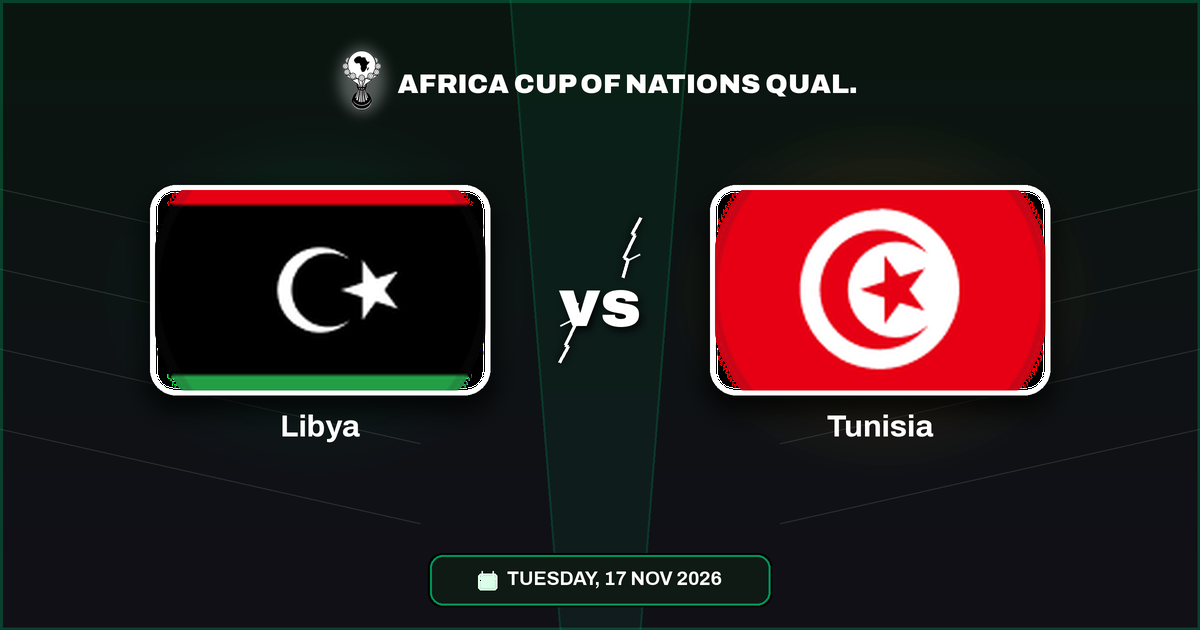 AFRICA CUP OF NATIONS QUAL.
VS
Libya
Tunisia
TUESDAY, 17 NOV 2026